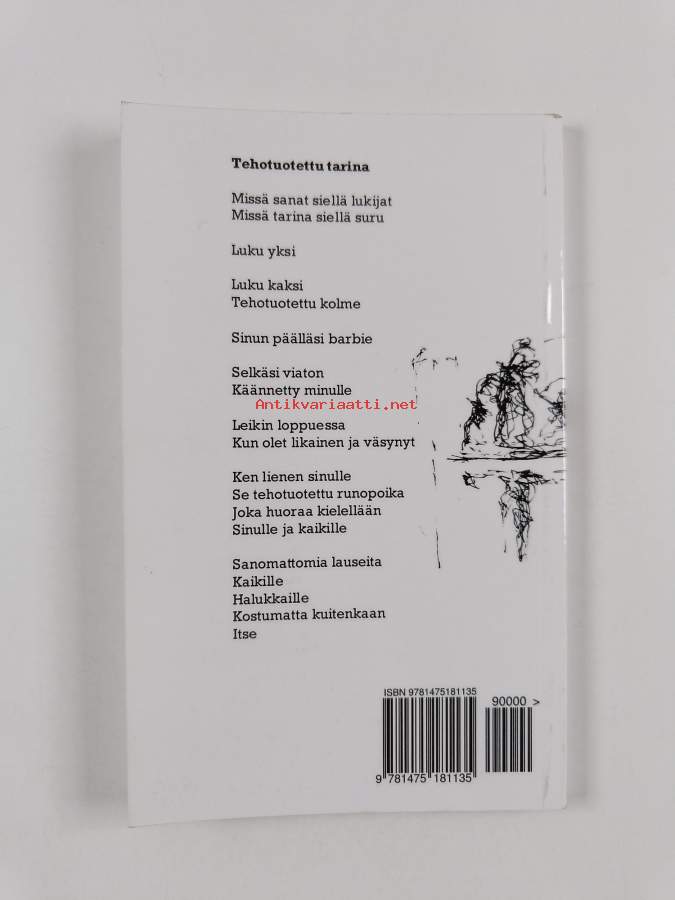 Tehotuotettu tarina
Missä sanat siellä lukijat
Missä tarina siellä suru
Luku yksi
Luku kaksi
Tehotuotettu kolme
Sinun päälläsi barbie
Selkäsi viaton
Käännetty minulle
Antikvariaatti.net
Leikin loppuessa
Kun olet likainen ja väsynyt
Ken lienen sinulle
Se tehotuotettu runopoika
Joka huoraa kielellään
Sinulle ja kaikille
Sanomattomia lauseita
Kaikille
Halukkaille
Kostumatta kuitenkaan
Itse
ISBN 9781475181135
90000 >
9 781475 181135